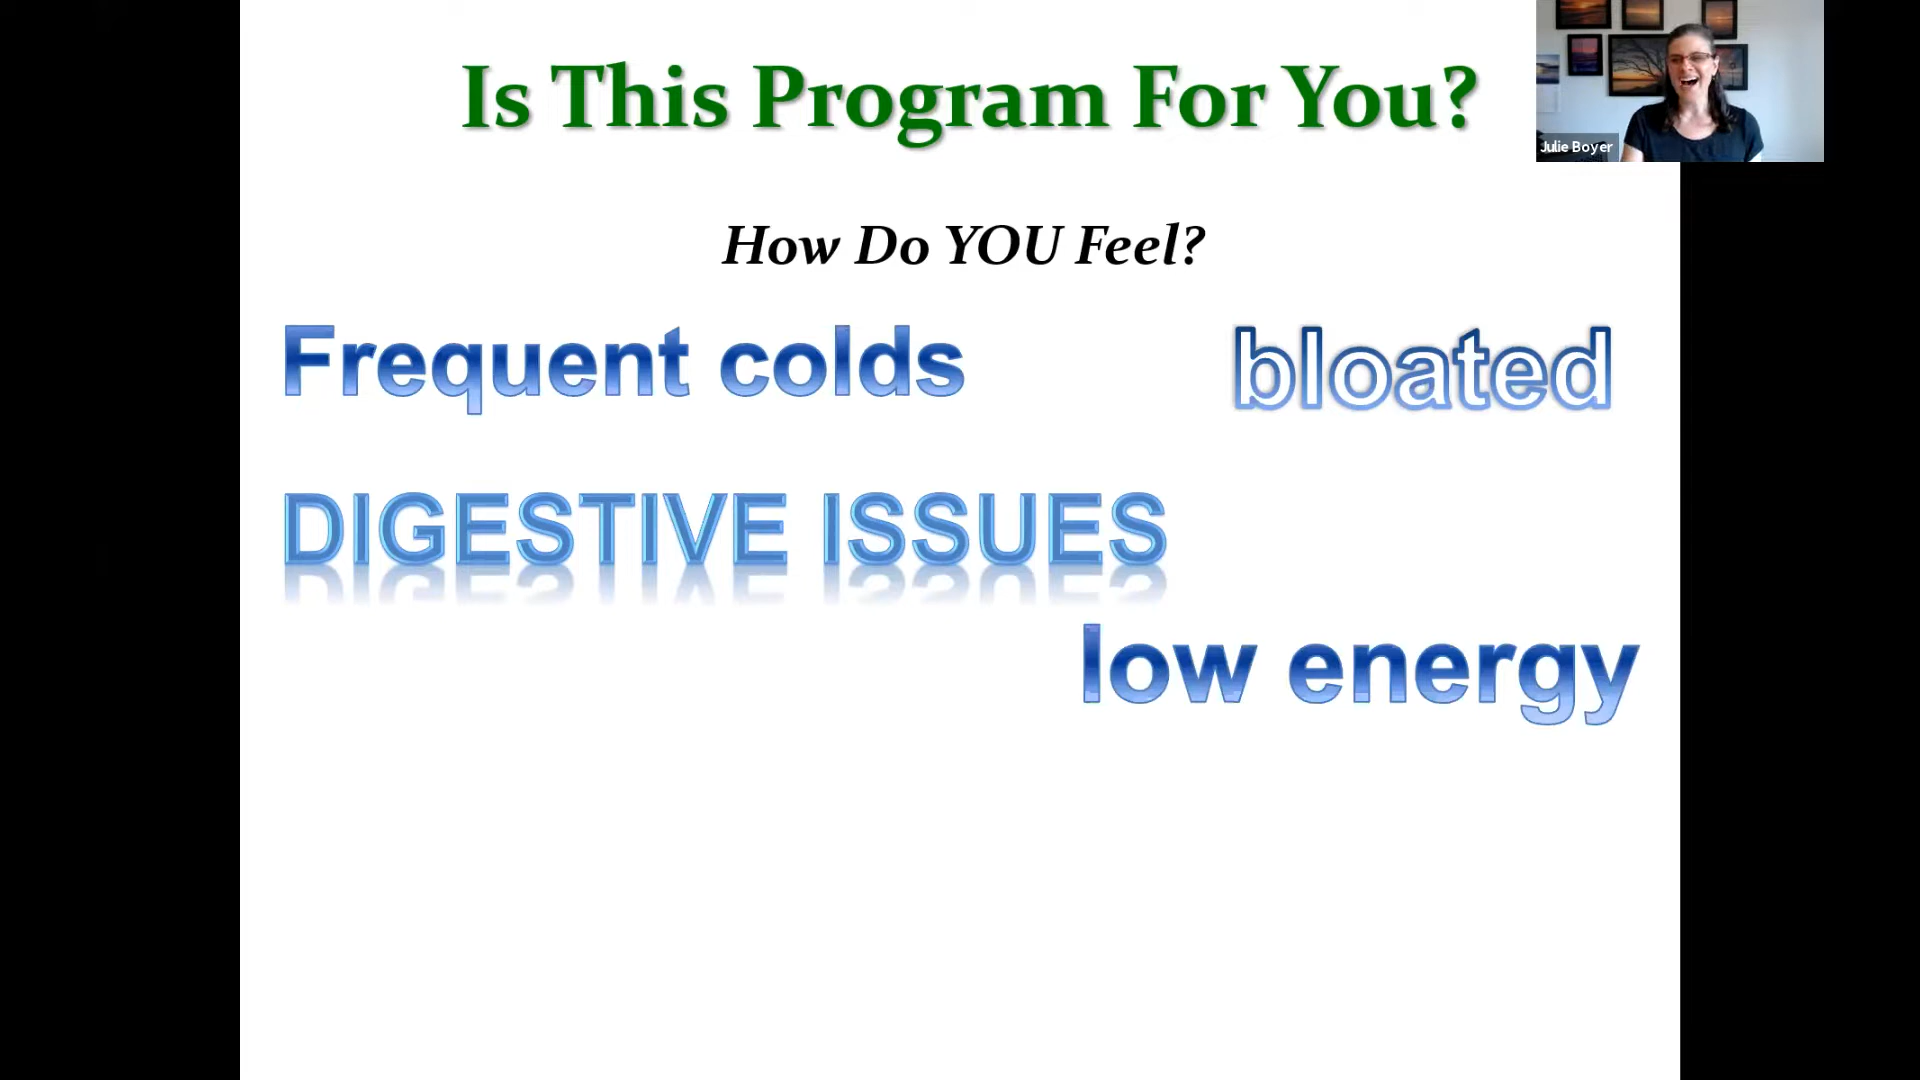 Is This Program For You?
Julie Boyer
How Do YOU Feel?
Frequent colds
bloated
DIGESTIVE ISSUES
low energy